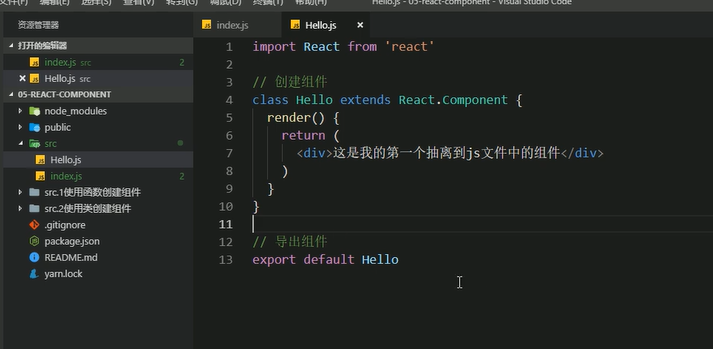 文件(F) 编辑(E) 选择(S) 查看(V) 转到(G) 调试(D) 终端(T) 帮助(H) Hello.js - 05-react-component - Visual Studio Code
资源管理器
打开的编辑器
index.js src 2
Hello.js src
05-REACT-COMPONENT
node_modules
public
src
Hello.js
index.js 2
src.1使用函数创建组件
src.2使用类创建组件
.gitignore
package.json
README.md
yarn.lock
index.js Hello.js
1 import React from 'react'
2
3 // 创建组件
4 class Hello extends React.Component {
5 render() {
6 return (
7 <div>这是我的第一个抽离到js文件中的组件</div>
8 )
9 }
10 }
11
12 // 导出组件
13 export default Hello